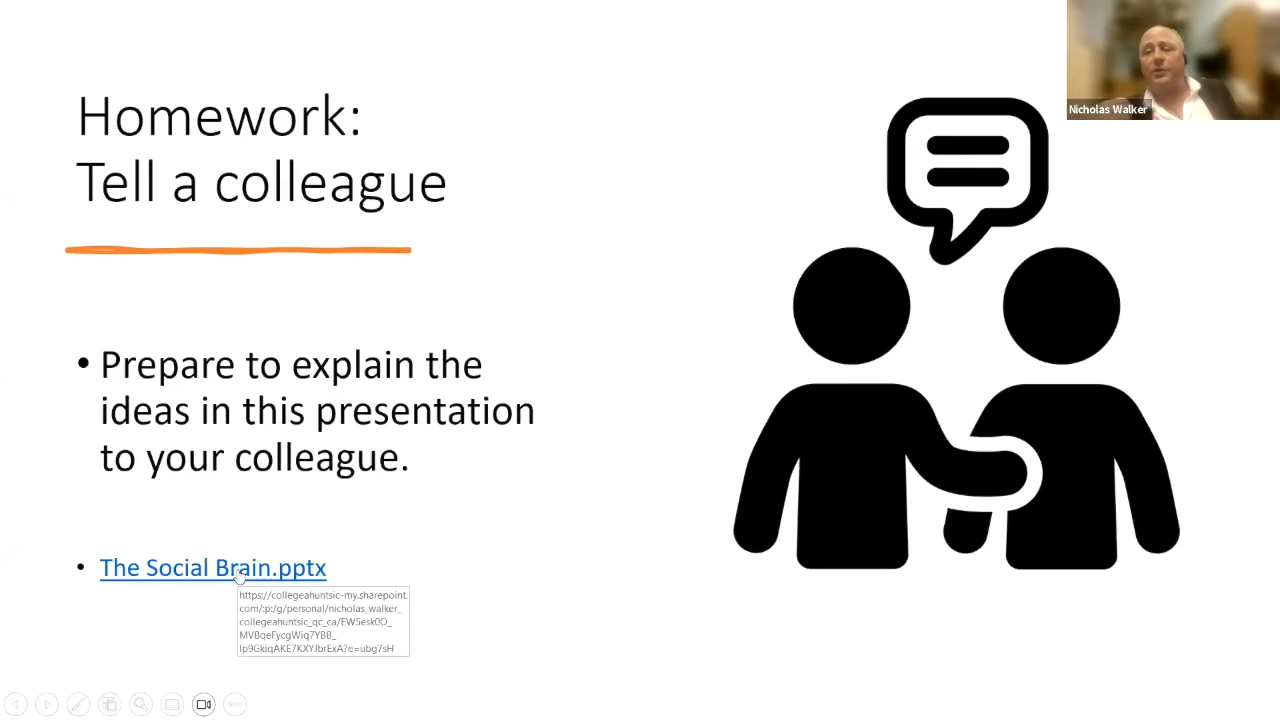 Homework:
Tell a colleague
Nicholas Walker
• Prepare to explain the
ideas in this presentation
to your colleague.
• The Social Brain.pptx
https://collegeahuntsic-my.sharepoint.
com/:p:/g/personal/nicholas_walker_
collegeahuntsic_qc_ca/EW5esk0O_
MVBqeFycgWiq7YBB_
Ip9GkiqAKE7KXYJbrExA?e=ubg7sH